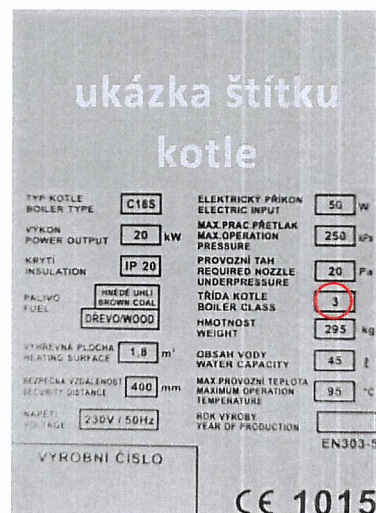 ukázka štítku
kotle
TYP KOTLE
BOILER TYPE
C18S
VÝKON
POWER OUTPUT
20 kW
KRYTÍ
INSULATION
IP 20
PALIVO
FUEL
HNĚDÉ UHLÍ
BROWN COAL
DŘEVO/WOOD
VÝHŘEVNÁ PLOCHA
HEATING SURFACE
1,8 m²
BEZPEČNÁ VZDÁLENOST
SECURITY DISTANCE
400 mm
NAPĚTÍ
VOLTAGE
230V / 50Hz
VÝROBNÍ ČÍSLO
ELEKTRICKÝ PŘÍKON
ELECTRIC INPUT
50 W
MAX.PRAC.PŘETLAK
MAX.OPERATION
PRESSURE
250 kPa
PROVOZNÍ TAH
REQUIRED NOZZLE
UNDERPRESSURE
20 Pa
TŘÍDA KOTLE
BOILER CLASS
3
HMOTNOST
WEIGHT
295 kg
OBSAH VODY
WATER CAPACITY
45 ℓ
MAX.PROVOZNÍ TEPLOTA
MAXIMUM OPERATION
TEMPERATURE
95 °C
ROK VÝROBY
YEAR OF PRODUCTION
EN303-5
CE 1015